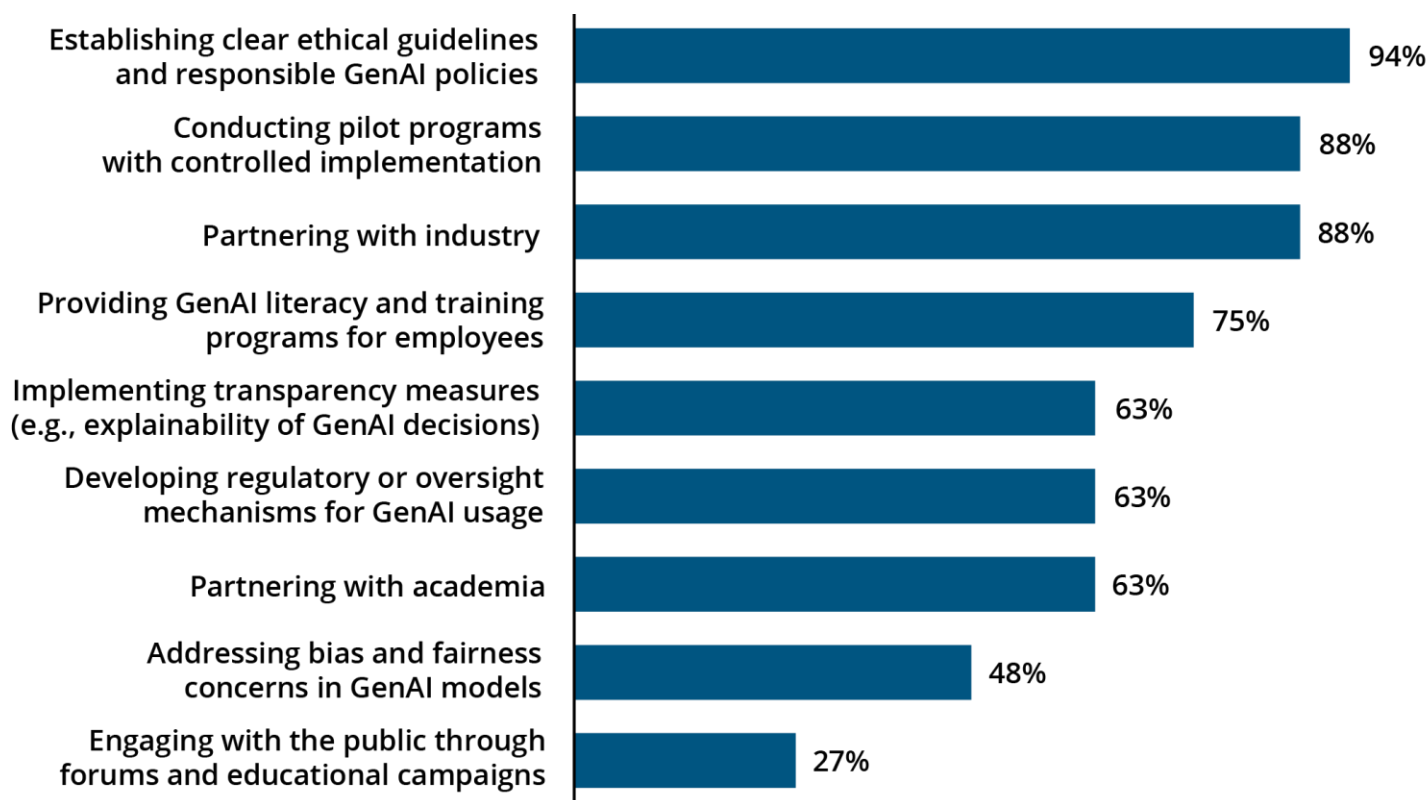 Establishing clear ethical guidelines
and responsible GenAI policies
94%
Conducting pilot programs
with controlled implementation
88%
Partnering with industry
88%
Providing GenAI literacy and training
programs for employees
75%
Implementing transparency measures
(e.g., explainability of GenAI decisions)
63%
Developing regulatory or oversight
mechanisms for GenAI usage
63%
Partnering with academia
63%
Addressing bias and fairness
concerns in GenAI models
48%
Engaging with the public through
forums and educational campaigns
27%